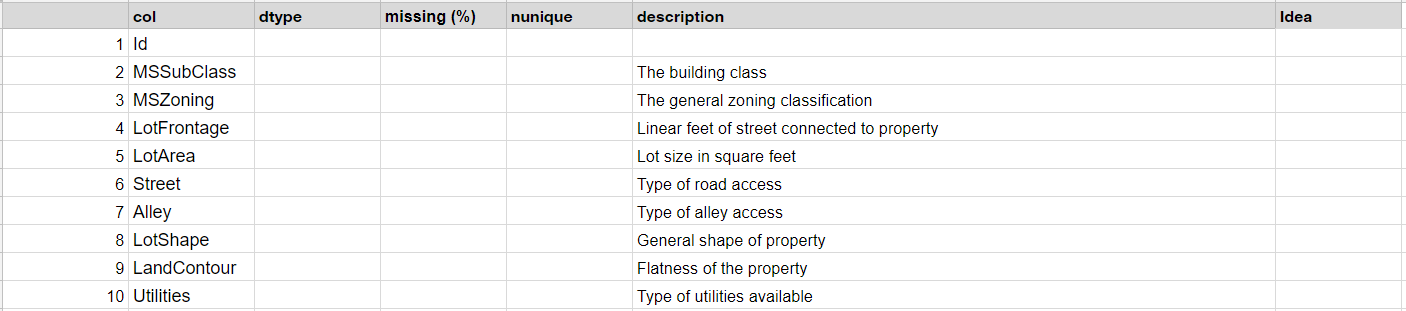 col dtype missing (%) nunique description Idea
1 Id
2 MSSubClass The building class
3 MSZoning The general zoning classification
4 LotFrontage Linear feet of street connected to property
5 LotArea Lot size in square feet
6 Street Type of road access
7 Alley Type of alley access
8 LotShape General shape of property
9 LandContour Flatness of the property
10 Utilities Type of utilities available